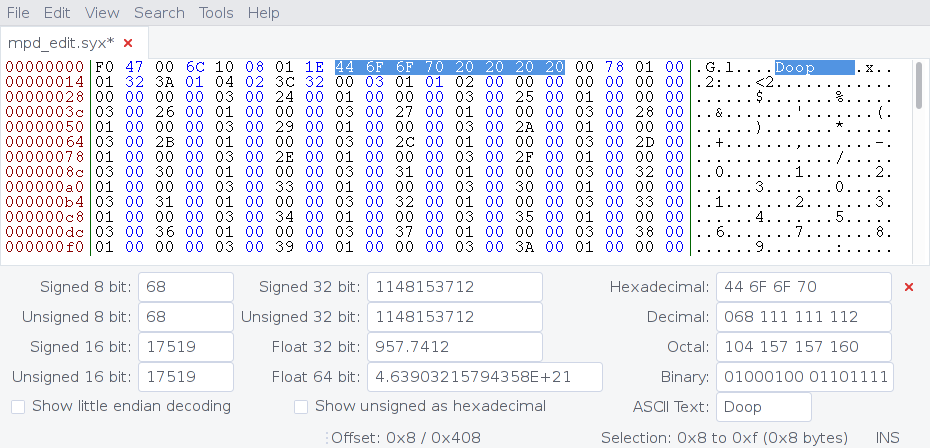 File Edit View Search Tools Help
mpd_edit.syx*
00000000 F0 47 00 6C 10 08 01 1E 44 6F 6F 70 20 20 20 20 00 78 01 00 .G.l....Doop    .x..
00000014 01 32 3A 01 04 02 3C 32 00 03 01 01 02 00 00 00 00 00 00 00 .2:...<2............
00000028 00 00 00 00 03 00 24 00 01 00 00 00 03 00 25 00 01 00 00 00 ......$.......%.....
0000003c 03 00 26 00 01 00 00 00 03 00 27 00 01 00 00 00 03 00 28 00 ..&.......'.......(.
00000050 01 00 00 00 03 00 29 00 01 00 00 00 03 00 2A 00 01 00 00 00 ......).......*.....
00000064 03 00 2B 00 01 00 00 00 03 00 2C 00 01 00 00 00 03 00 2D 00 ..+.......,.......-.
00000078 01 00 00 00 03 00 2E 00 01 00 00 00 03 00 2F 00 01 00 00 00 ............../.....
0000008c 03 00 30 00 01 00 00 00 03 00 31 00 01 00 00 00 03 00 32 00 ..0.......1.......2.
000000a0 01 00 00 00 03 00 33 00 01 00 00 00 03 00 30 00 01 00 00 00 ......3.......0.....
000000b4 03 00 31 00 01 00 00 00 03 00 32 00 01 00 00 00 03 00 33 00 ..1.......2.......3.
000000c8 01 00 00 00 03 00 34 00 01 00 00 00 03 00 35 00 01 00 00 00 ......4.......5.....
000000dc 03 00 36 00 01 00 00 00 03 00 37 00 01 00 00 00 03 00 38 00 ..6.......7.......8.
000000f0 01 00 00 00 03 00 39 00 01 00 00 00 03 00 3A 00 01 00 00 00 ......9.......:.....
Signed 8 bit: 68 Signed 32 bit: 1148153712 Hexadecimal: 44 6F 6F 70
Unsigned 8 bit: 68 Unsigned 32 bit: 1148153712 Decimal: 068 111 111 112
Signed 16 bit: 17519 Float 32 bit: 957.7412 Octal: 104 157 157 160
Unsigned 16 bit: 17519 Float 64 bit: 4.63903215794358E+21 Binary: 01000100 01101111
Show little endian decoding Show unsigned as hexadecimal ASCII Text: Doop
Offset: 0x8 / 0x408 Selection: 0x8 to 0xf (0x8 bytes) INS